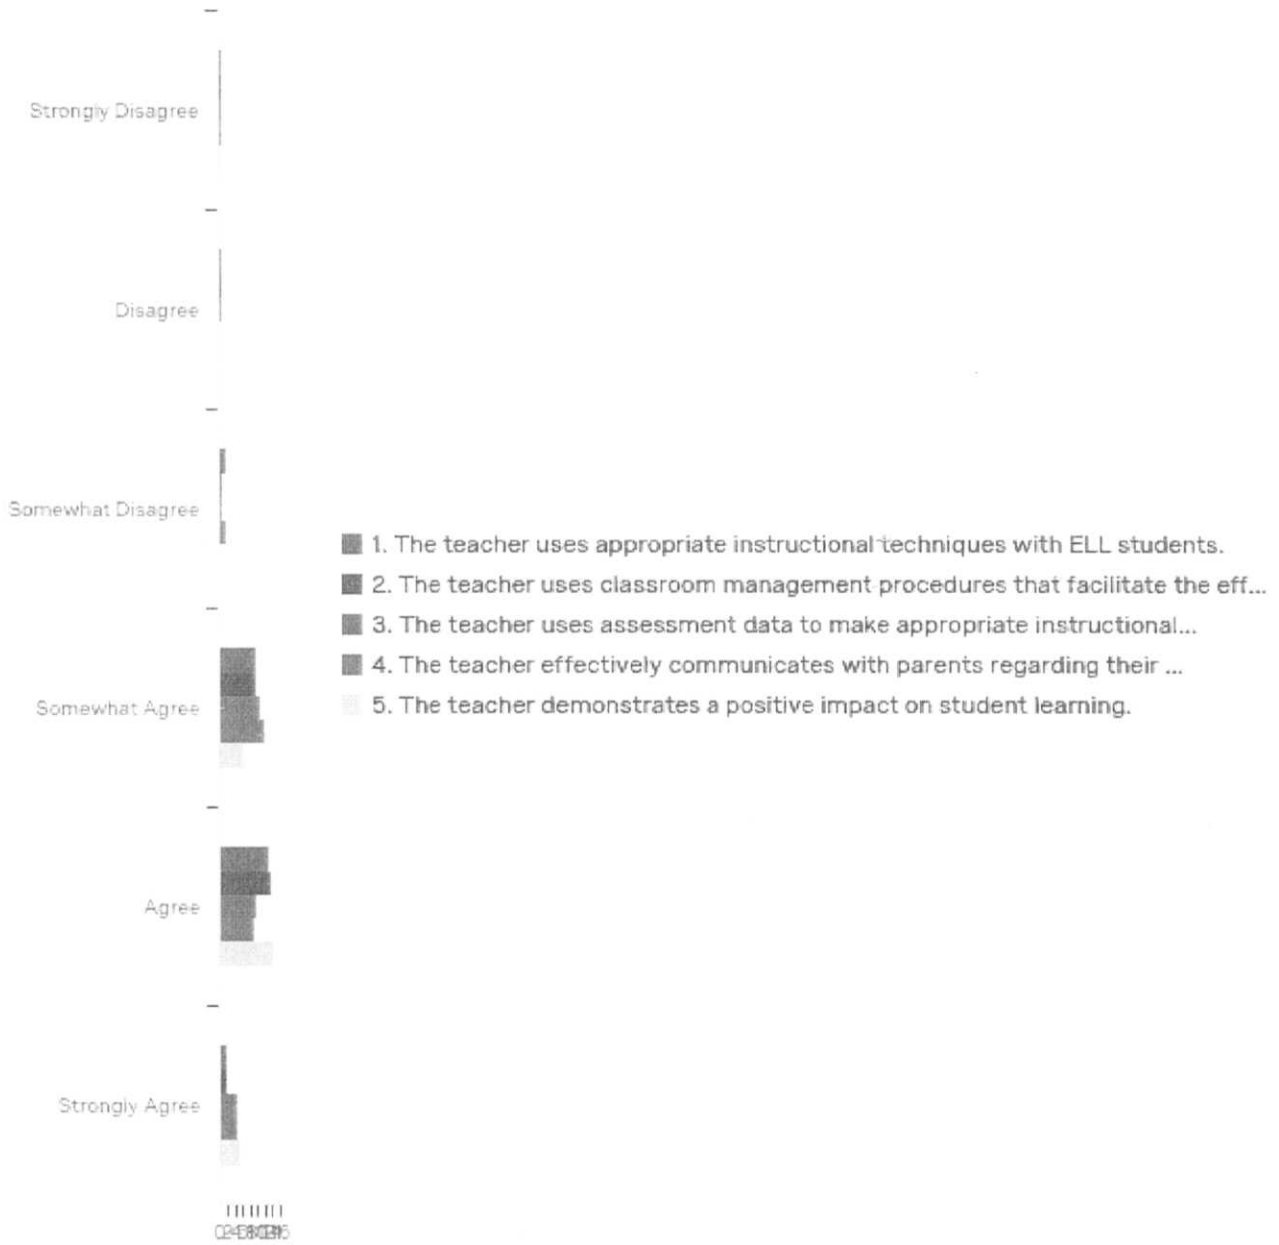 Strongly Disagree
Disagree
Somewhat Disagree
1. The teacher uses appropriate instructional techniques with ELL students.
2. The teacher uses classroom management procedures that facilitate the eff...
3. The teacher uses assessment data to make appropriate instructional...
4. The teacher effectively communicates with parents regarding their ...
Somewhat Agree
5. The teacher demonstrates a positive impact on student learning.
Agree
Strongly Agree